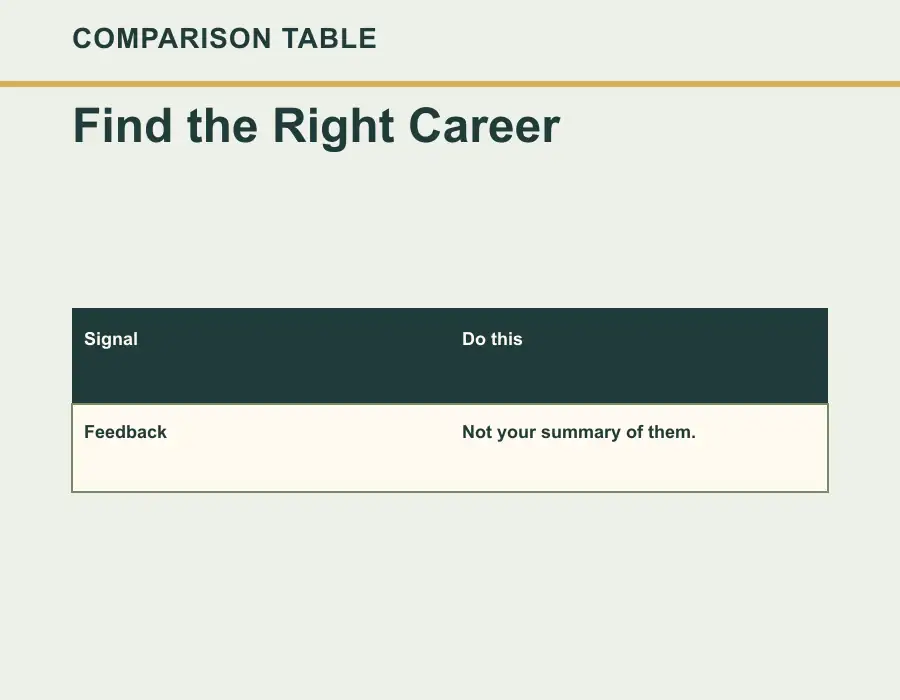 COMPARISON TABLE
Find the Right Career
Signal
Do this
Feedback
Not your summary of them.